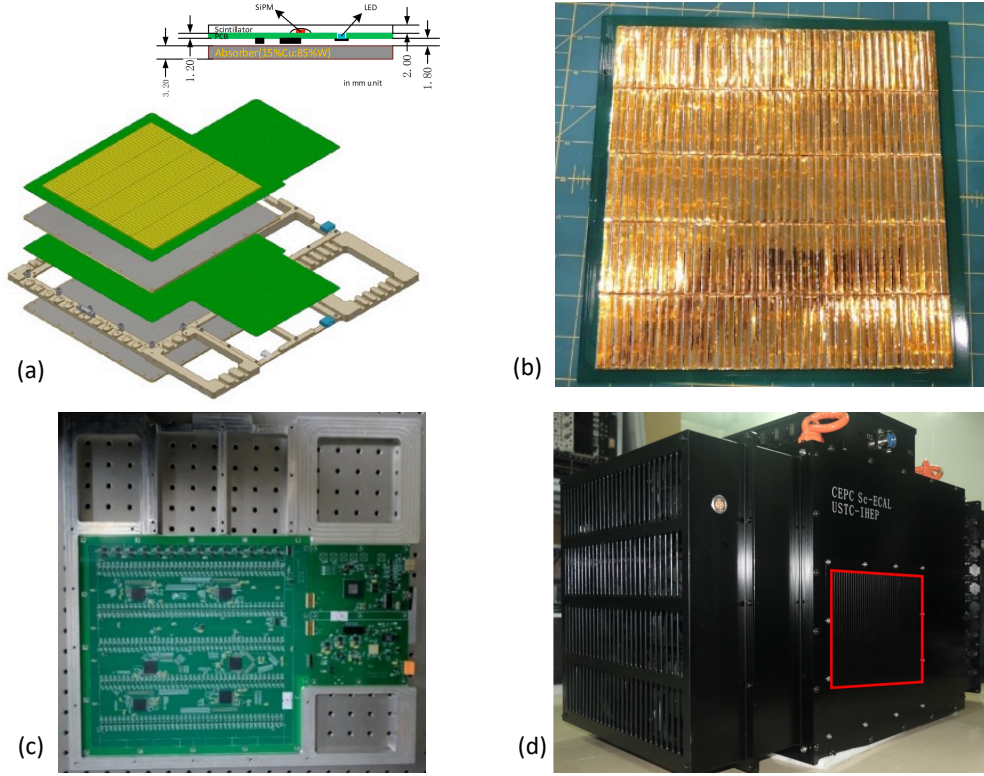 SiPM
LED
Scintillator
PCB
Absorber(15%Cu:85%W)
in mm unit
3.20
1.20
2.00
1.80
(a)
(b)
CEPC Sc-ECAL
USTC-IHEP
(c)
(d)